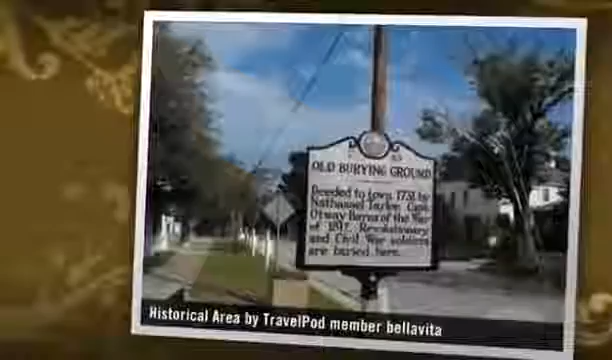 OLD BURYING GROUND
Deeded to town 1731 by
Nathanael Taylor. Capt.
Otway Burns of the War
of 1812, Revolutionary
and Civil War soldiers
are buried here.
Historical Area by TravelPod member bellavita